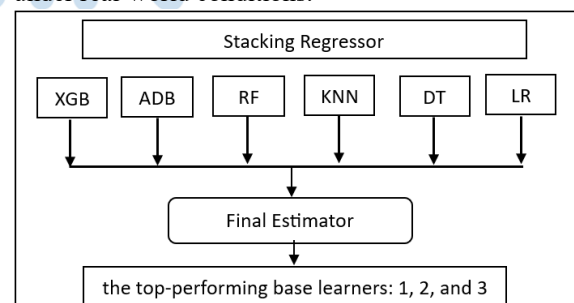 Stacking Regressor
XGB ADB RF KNN DT LR
Final Estimator
the top-performing base learners: 1, 2, and 3